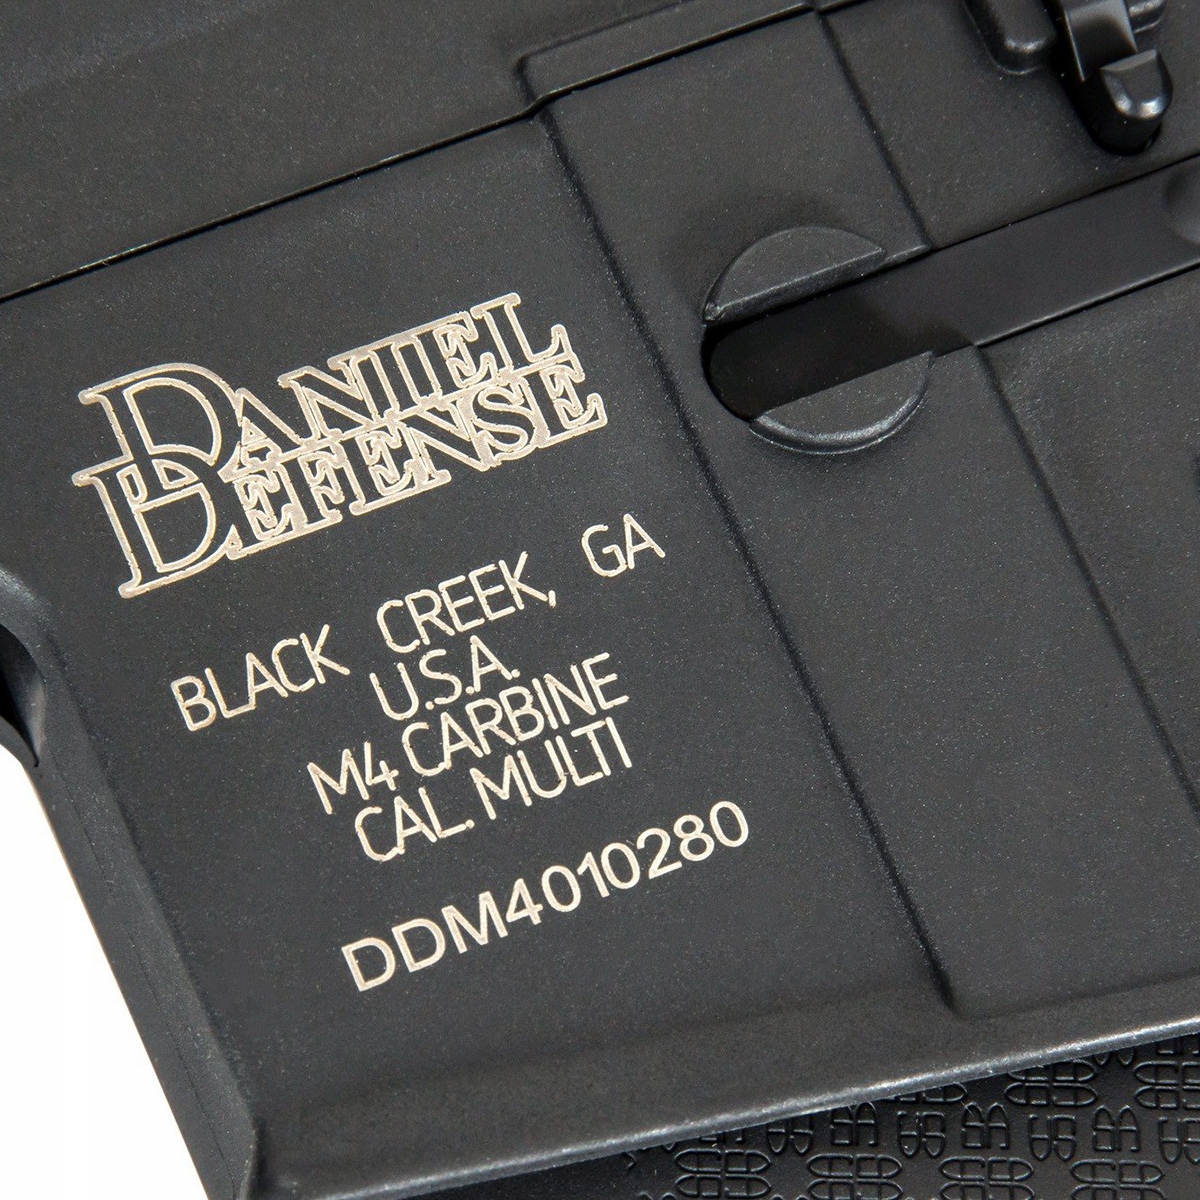 DANIEL
DEFENSE
BLACK CREEK, GA
U.S.A.
M4 CARBINE
CAL. MULTI
DDM4010280